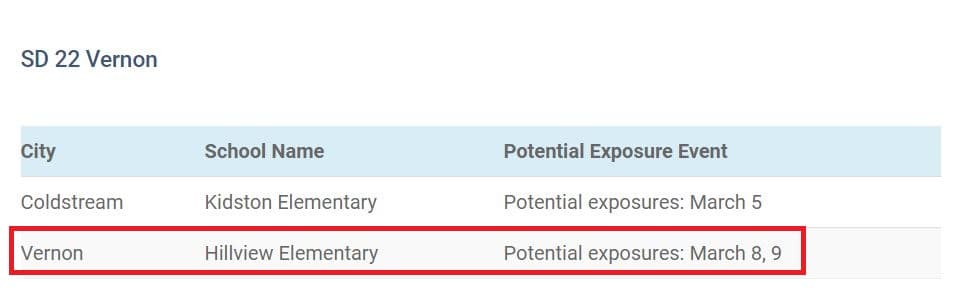 SD 22 Vernon
City School Name Potential Exposure Event
Coldstream Kidston Elementary Potential exposures: March 5
Vernon Hillview Elementary Potential exposures: March 8, 9